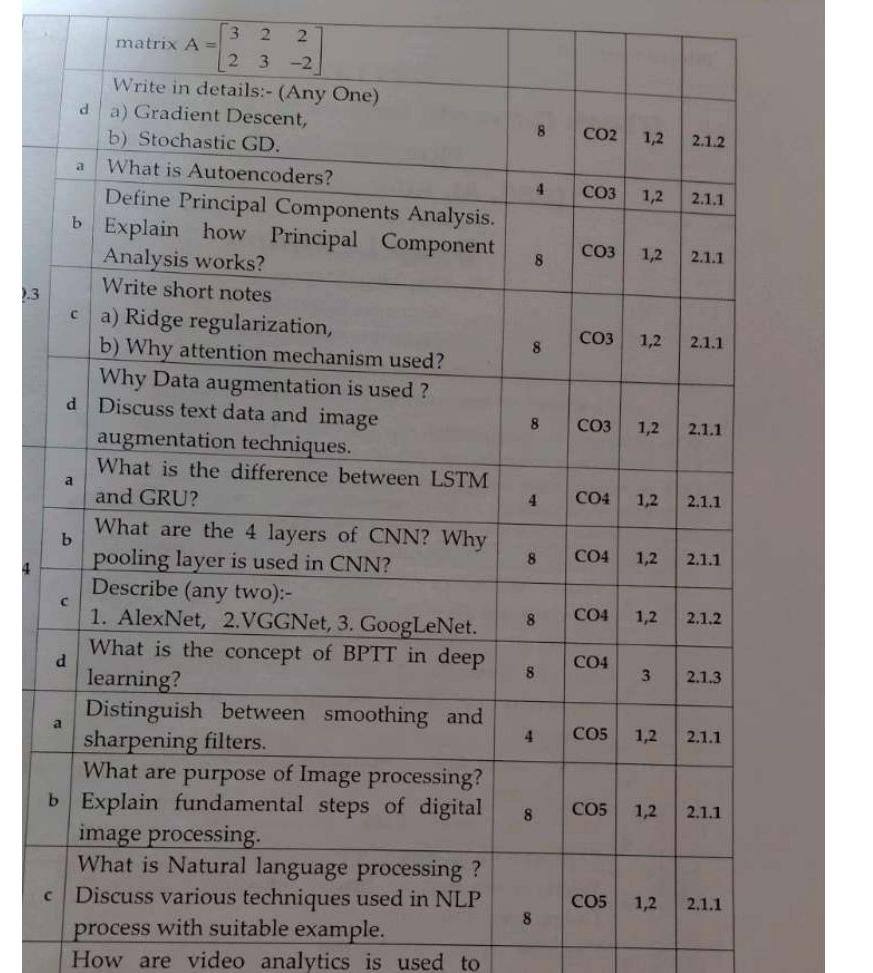 matrix A = [3 2 2
2 3 -2]
d Write in details:- (Any One)
a) Gradient Descent,
b) Stochastic GD. 8 CO2 1,2 2.1.2
a What is Autoencoders? 4 CO3 1,2 2.1.1
Define Principal Components Analysis.
b Explain how Principal Component
Analysis works? 8 CO3 1,2 2.1.1
.3 Write short notes
c a) Ridge regularization,
b) Why attention mechanism used? 8 CO3 1,2 2.1.1
Why Data augmentation is used ?
d Discuss text data and image
augmentation techniques. 8 CO3 1,2 2.1.1
a What is the difference between LSTM
and GRU? 4 CO4 1,2 2.1.1
b What are the 4 layers of CNN? Why
4 pooling layer is used in CNN? 8 CO4 1,2 2.1.1
c Describe (any two):-
1. AlexNet, 2.VGGNet, 3. GoogLeNet. 8 CO4 1,2 2.1.2
d What is the concept of BPTT in deep
learning? 8 CO4 3 2.1.3
a Distinguish between smoothing and
sharpening filters. 4 CO5 1,2 2.1.1
What are purpose of Image processing?
b Explain fundamental steps of digital
image processing. 8 CO5 1,2 2.1.1
What is Natural language processing ?
c Discuss various techniques used in NLP
process with suitable example. 8 CO5 1,2 2.1.1
How are video analytics is used to